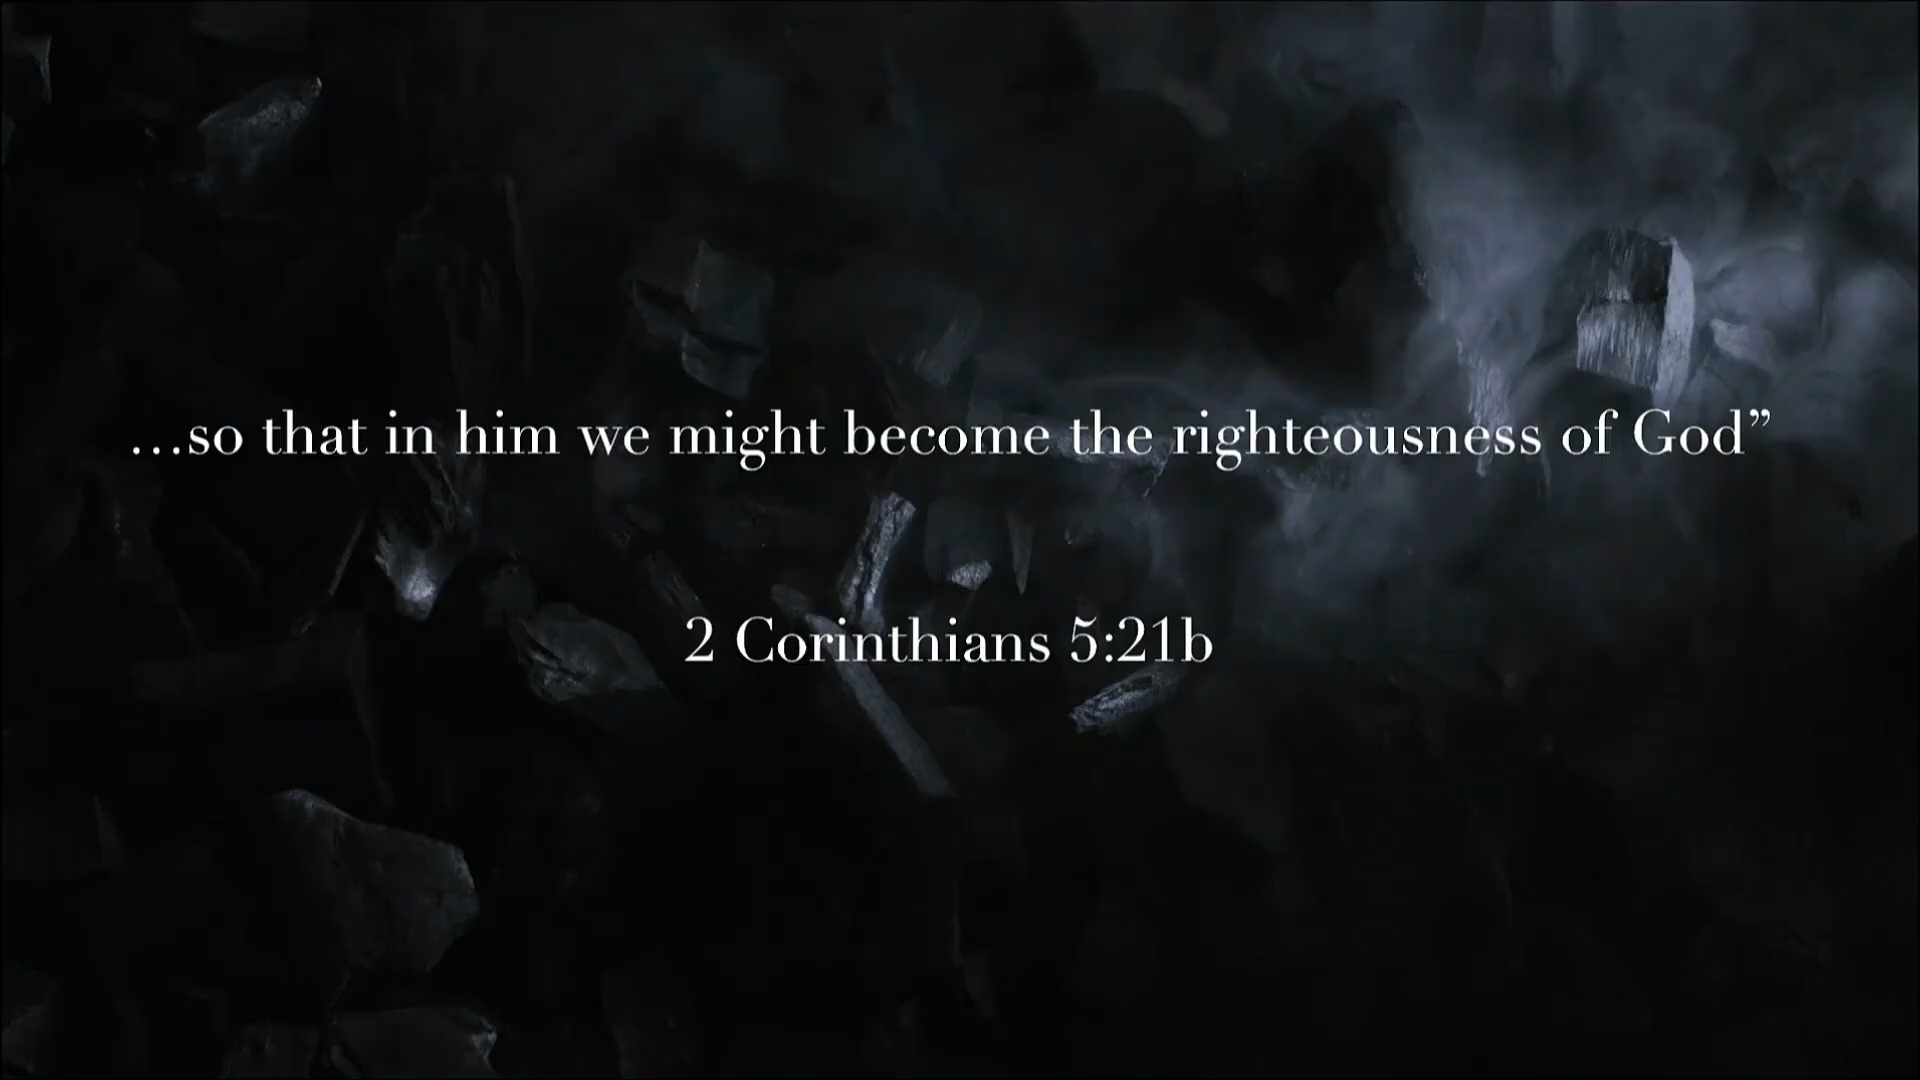 …so that in him we might become the righteousness of God”
2 Corinthians 5:21b